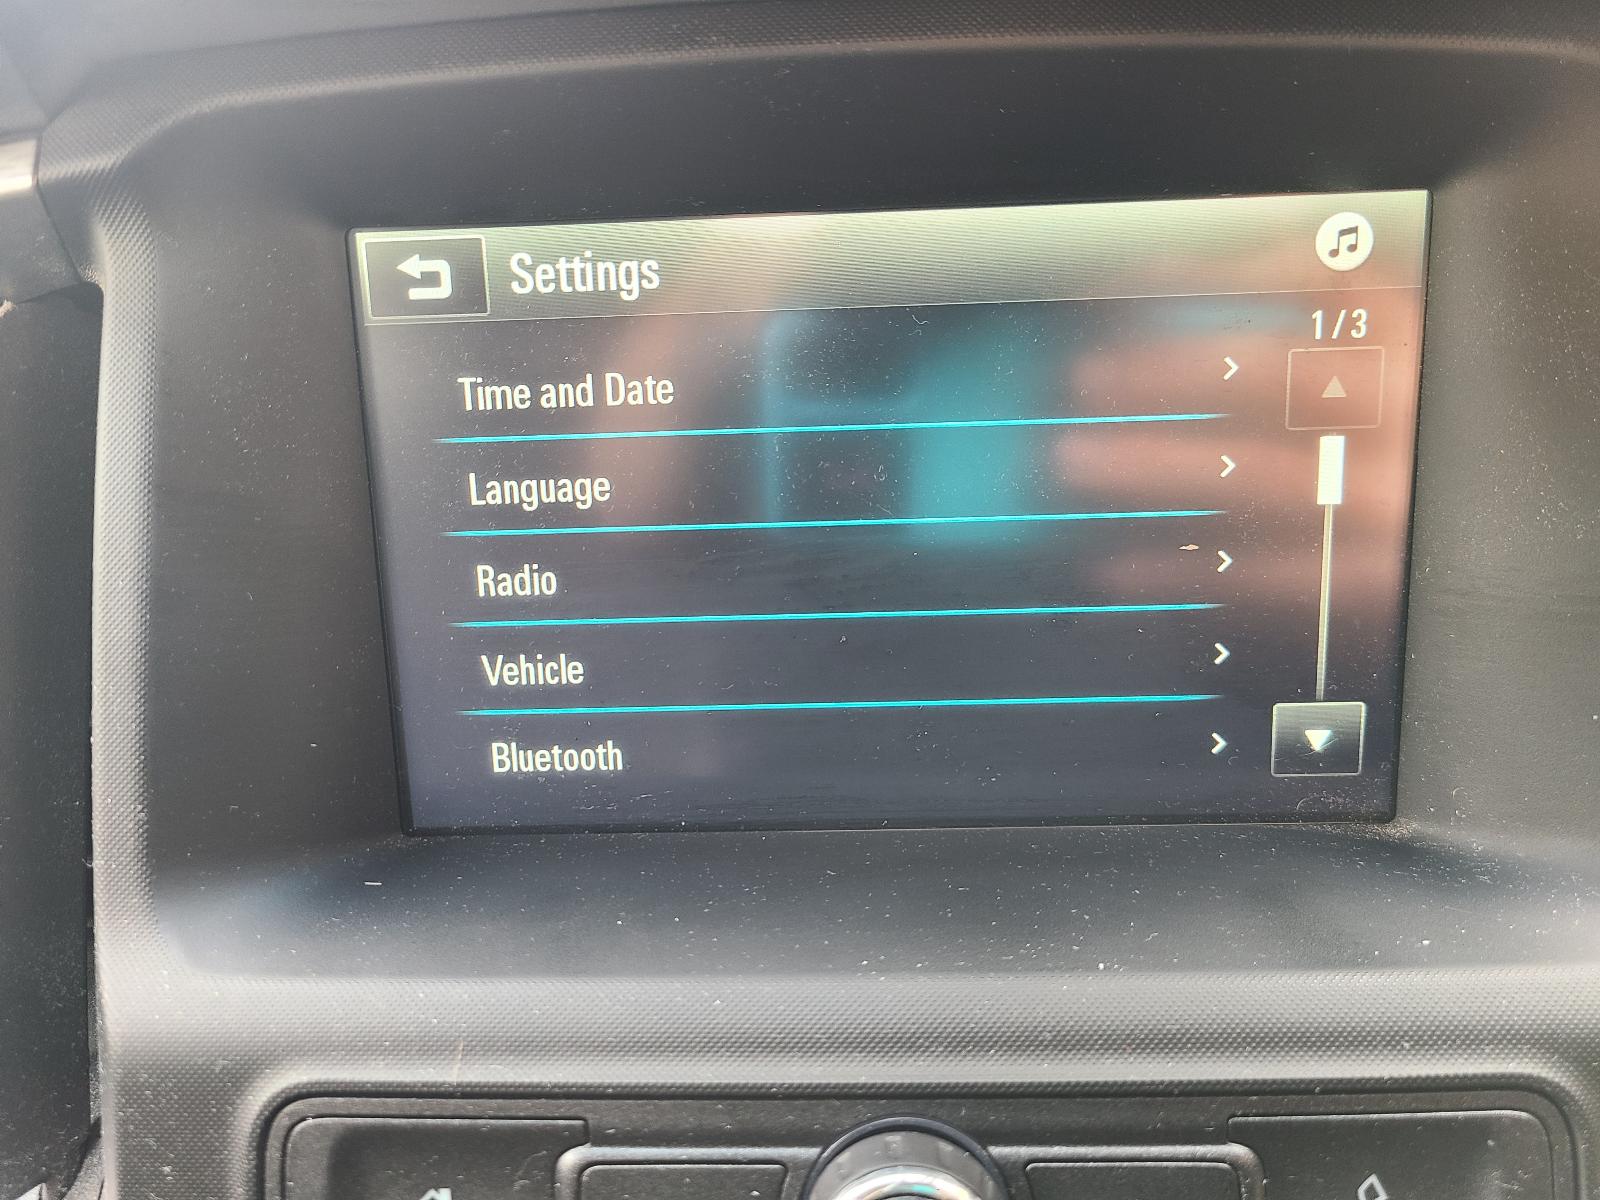 Settings
1/3
Time and Date
Language
Radio
Vehicle
Bluetooth